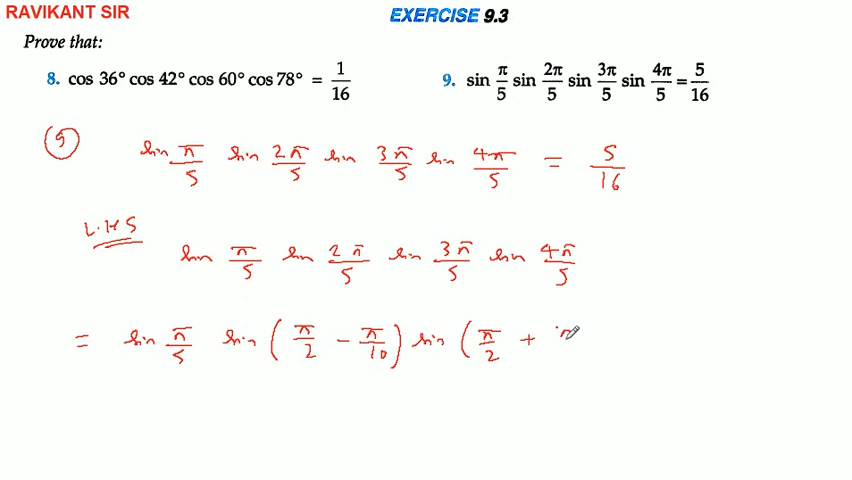 RAVIKANT SIR
EXERCISE 9.3
Prove that:
8. cos 36° cos 42° cos 60° cos 78° = 1/16
9. sin π/5 sin 2π/5 sin 3π/5 sin 4π/5 = 5/16
(9) sin π/5 sin 2π/5 sin 3π/5 sin 4π/5 = 5/16
L.H.S
sin π/5 sin 2π/5 sin 3π/5 sin 4π/5
= sin π/5 sin (π/2 - π/10) sin (π/2 + π